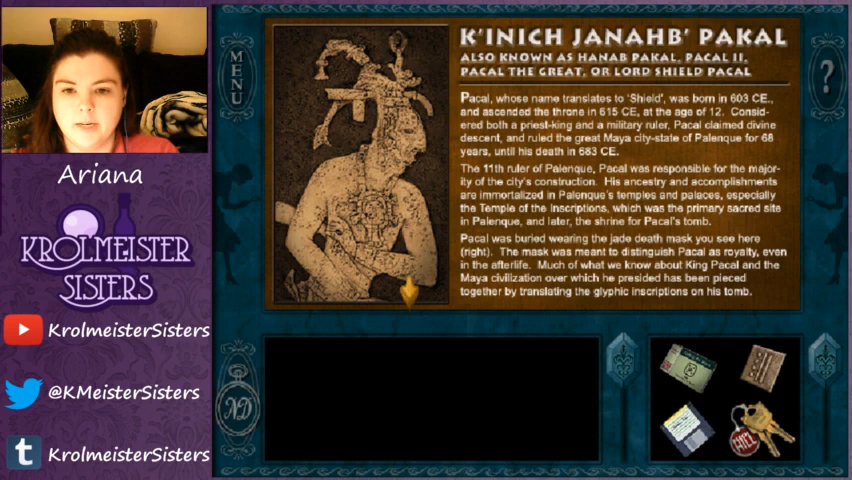 Ariana
KROLMEISTER
SISTERS
KrolmeisterSisters
@KMeisterSisters
KrolmeisterSisters
MENU
?
K'INICH JANAHB' PAKAL
ALSO KNOWN AS HANAB PAKAL, PACAL II,
PACAL THE GREAT, OR LORD SHIELD PACAL
Pacal, whose name translates to 'Shield', was born in 603 CE.,
and ascended the throne in 615 CE, at the age of 12. Consid-
ered both a priest-king and a military ruler, Pacal claimed divine
descent, and ruled the great Maya city-state of Palenque for 68
years, until his death in 683 CE.
The 11th ruler of Palenque, Pacal was responsible for the major-
ity of the city's construction. His ancestry and accomplishments
are immortalized in Palenque's temples and palaces, especially
the Temple of the Inscriptions, which was the primary sacred site
in Palenque, and later, the shrine for Pacal's tomb.
Pacal was buried wearing the jade death mask you see here
(right). The mask was meant to distinguish Pacal as royalty, even
in the afterlife. Much of what we know about King Pacal and the
Maya civilization over which he presided has been pieced
together by translating the glyphic inscriptions on his tomb.
ND